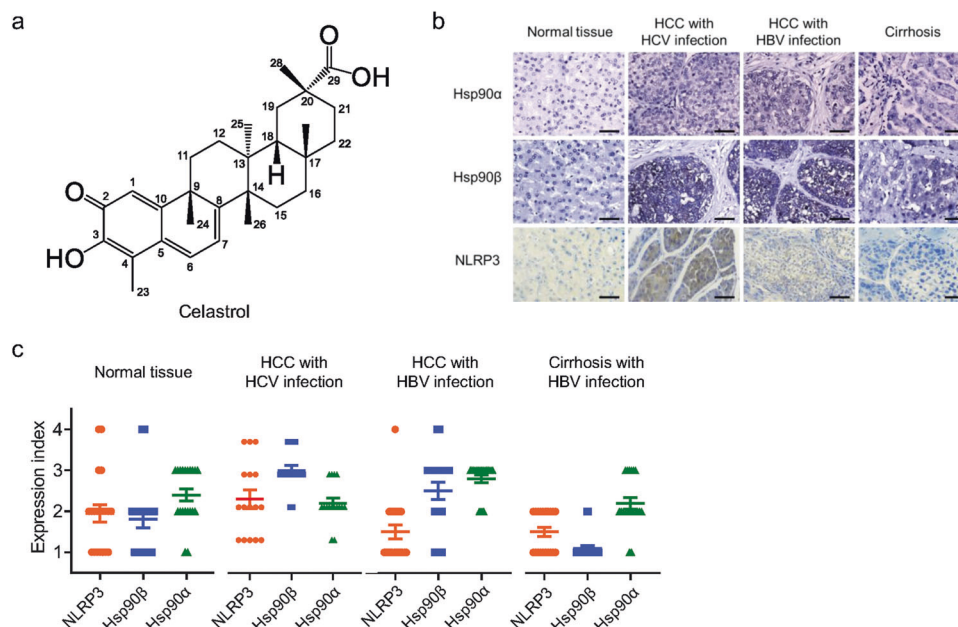 a
28
O
29
OH
19
20
21
25
12
18
22
11
13
17
H
O
1
9
14
16
2
10
8
15
24
26
3
5
7
HO
4
6
23
Celastrol
b
Normal tissue
HCC with
HCV infection
HCC with
HBV infection
Cirrhosis
Hsp90α
Hsp90β
NLRP3
c
Normal tissue
HCC with
HCV infection
HCC with
HBV infection
Cirrhosis with
HBV infection
Expression index
4
3
2
1
NLRP3
Hsp90β
Hsp90α
NLRP3
Hsp90β
Hsp90α
NLRP3
Hsp90β
Hsp90α
NLRP3
Hsp90β
Hsp90α